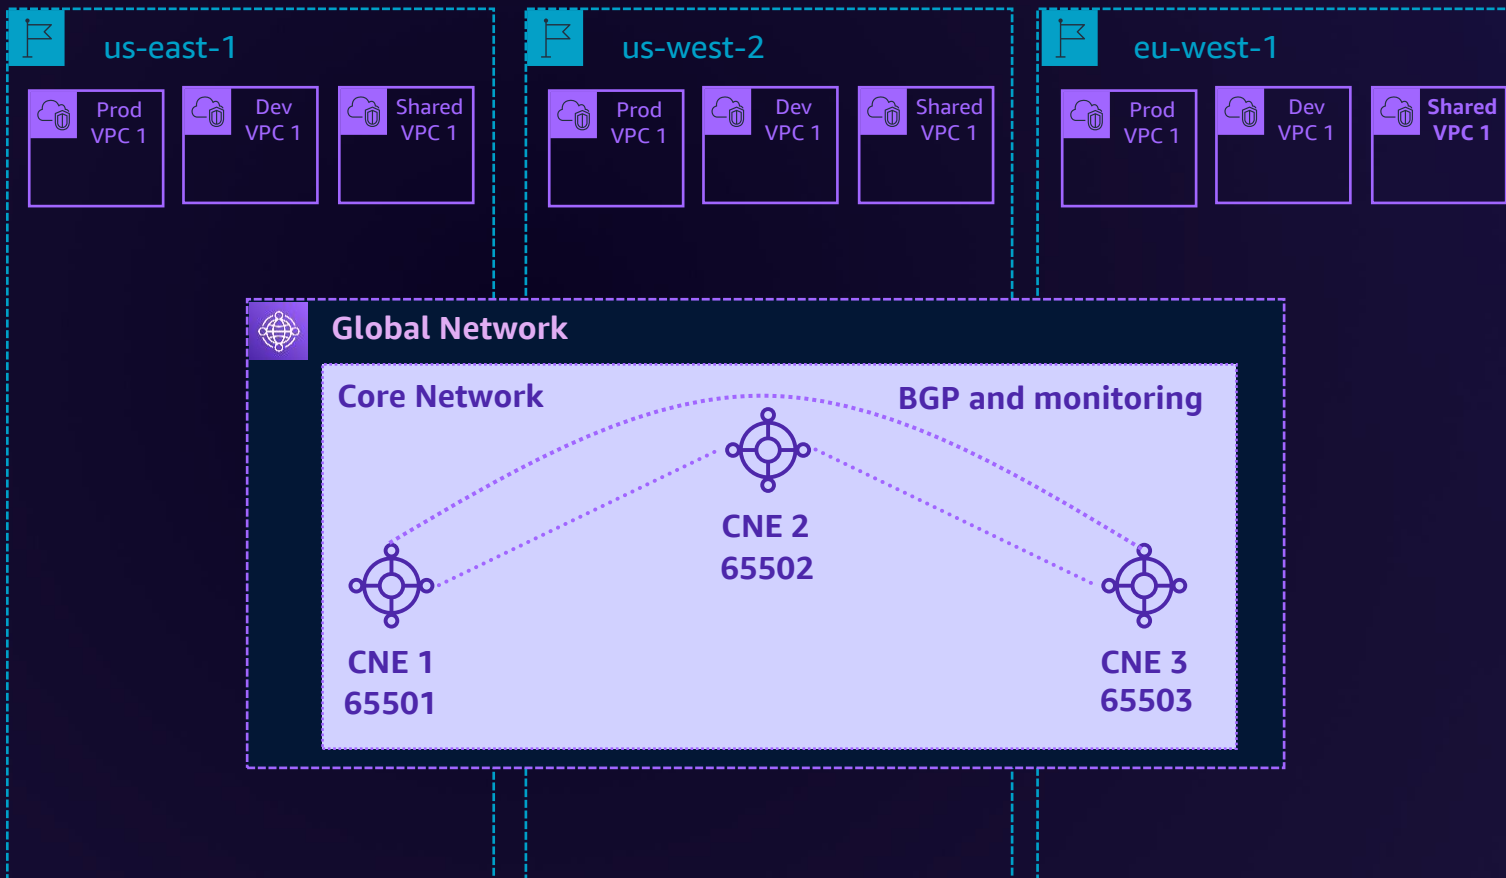 us-east-1
Prod
VPC 1
Dev
VPC 1
Shared
VPC 1
us-west-2
Prod
VPC 1
Dev
VPC 1
Shared
VPC 1
eu-west-1
Prod
VPC 1
Dev
VPC 1
Shared
VPC 1
Global Network
Core Network
BGP and monitoring
CNE 1
65501
CNE 2
65502
CNE 3
65503